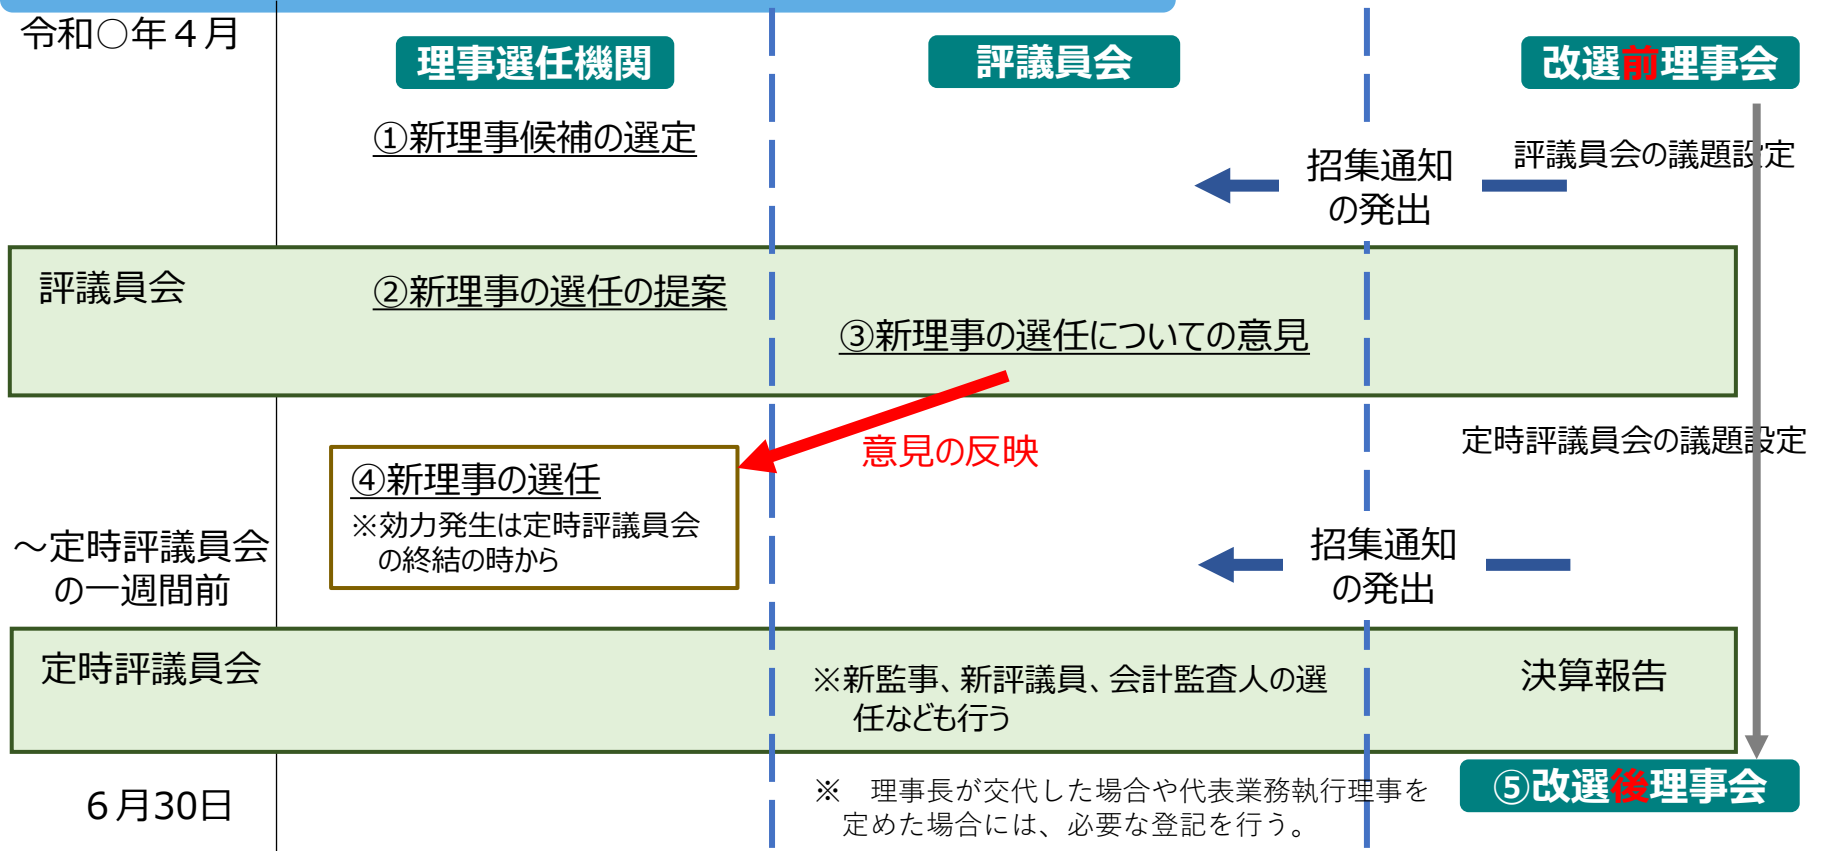 令和○年４月
理事選任機関
評議員会
改選前理事会
①新理事候補の選定
招集通知
の発出
評議員会の議題設定
評議員会
②新理事の選任の提案
③新理事の選任についての意見
意見の反映
定時評議員会の議題設定
④新理事の選任
※効力発生は定時評議員会
の終結の時から
～定時評議員会
の一週間前
招集通知
の発出
定時評議員会
※新監事、新評議員、会計監査人の選
任なども行う
決算報告
６月30日
※　理事長が交代した場合や代表業務執行理事を
定めた場合には、必要な登記を行う。
⑤改選後理事会